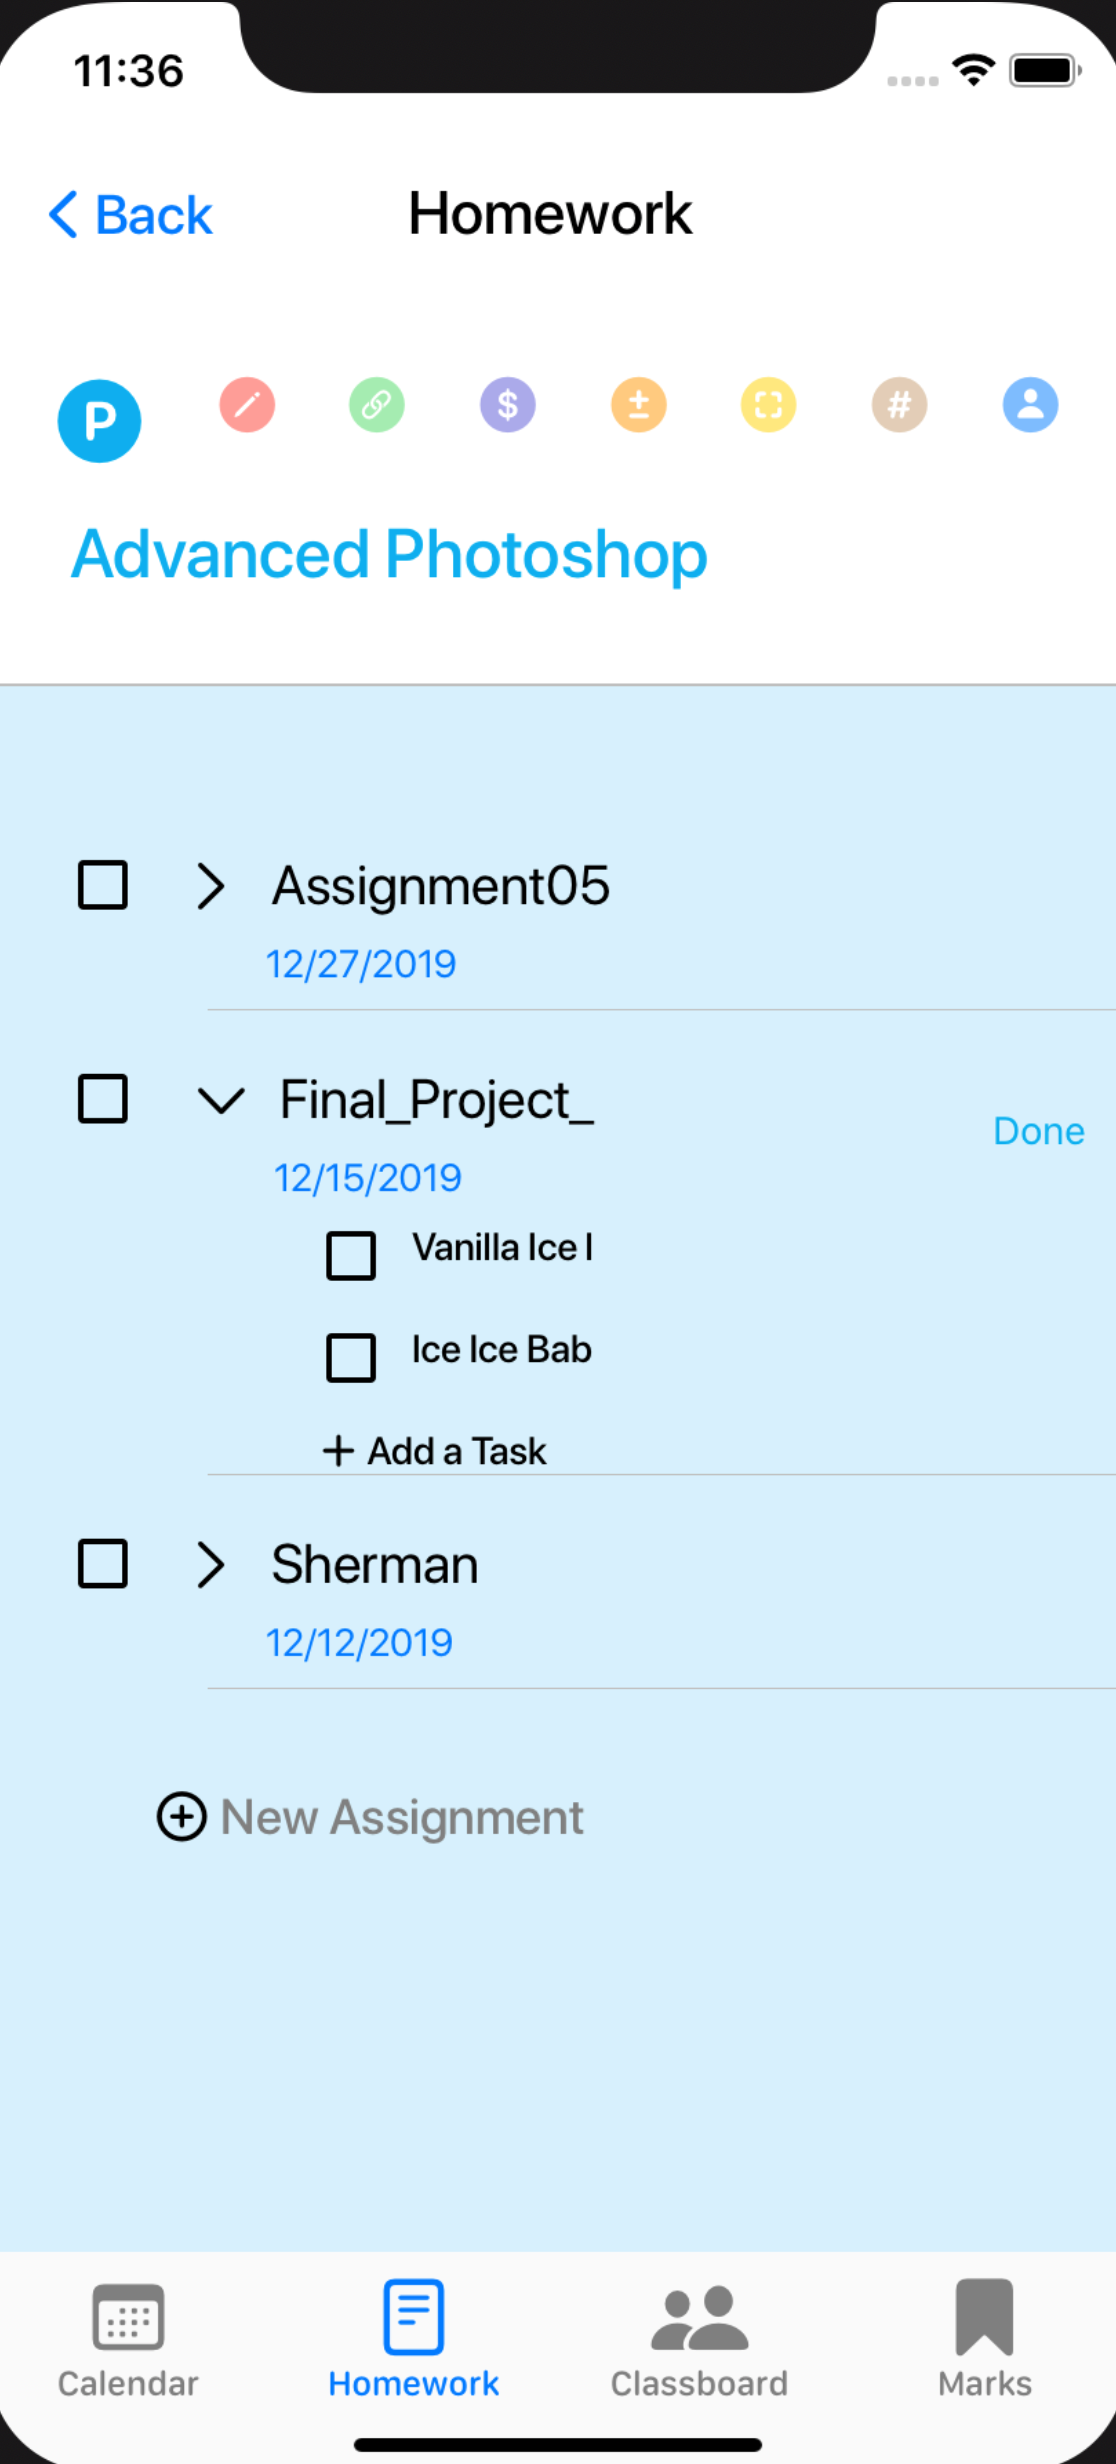 11:36
Back
Homework
P
$
±
#
Advanced Photoshop
Assignment05
12/27/2019
Final_Project_
Done
12/15/2019
Vanilla Ice I
Ice Ice Bab
+ Add a Task
Sherman
12/12/2019
New Assignment
Calendar
Homework
Classboard
Marks